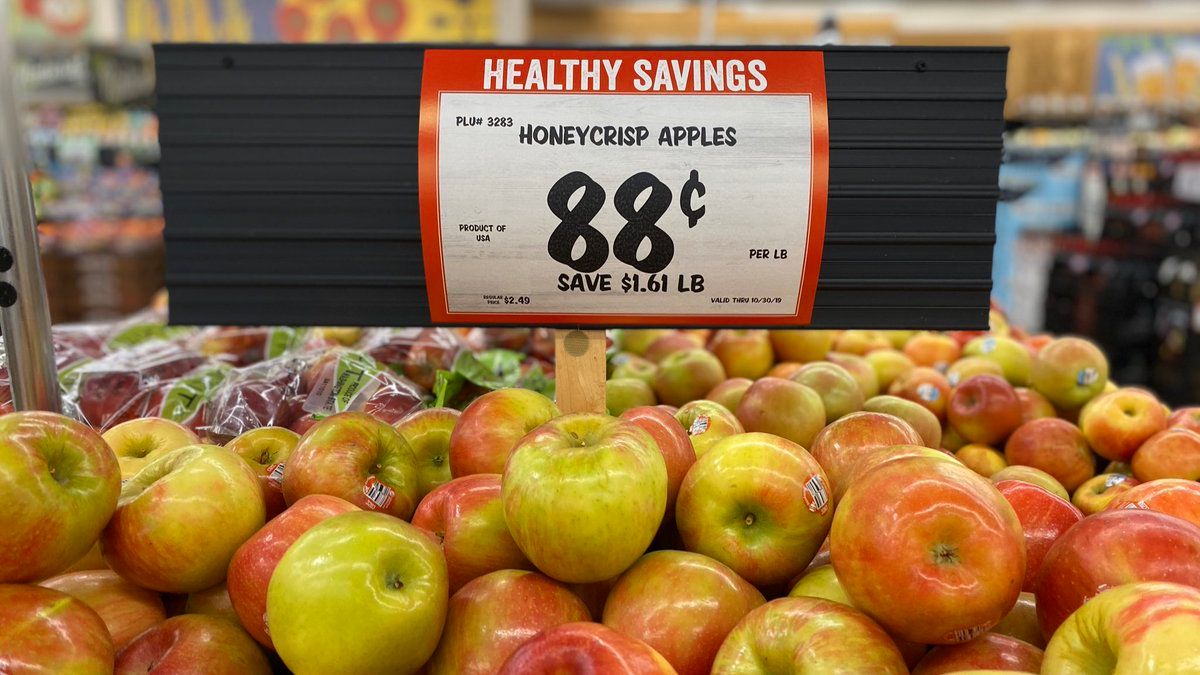 HEALTHY SAVINGS
PLU# 3283
HONEYCRISP APPLES
88¢
PRODUCT OF
USA
PER LB
SAVE $1.61 LB
REGULAR
PRICE $2.49
VALID THRU 10/30/19